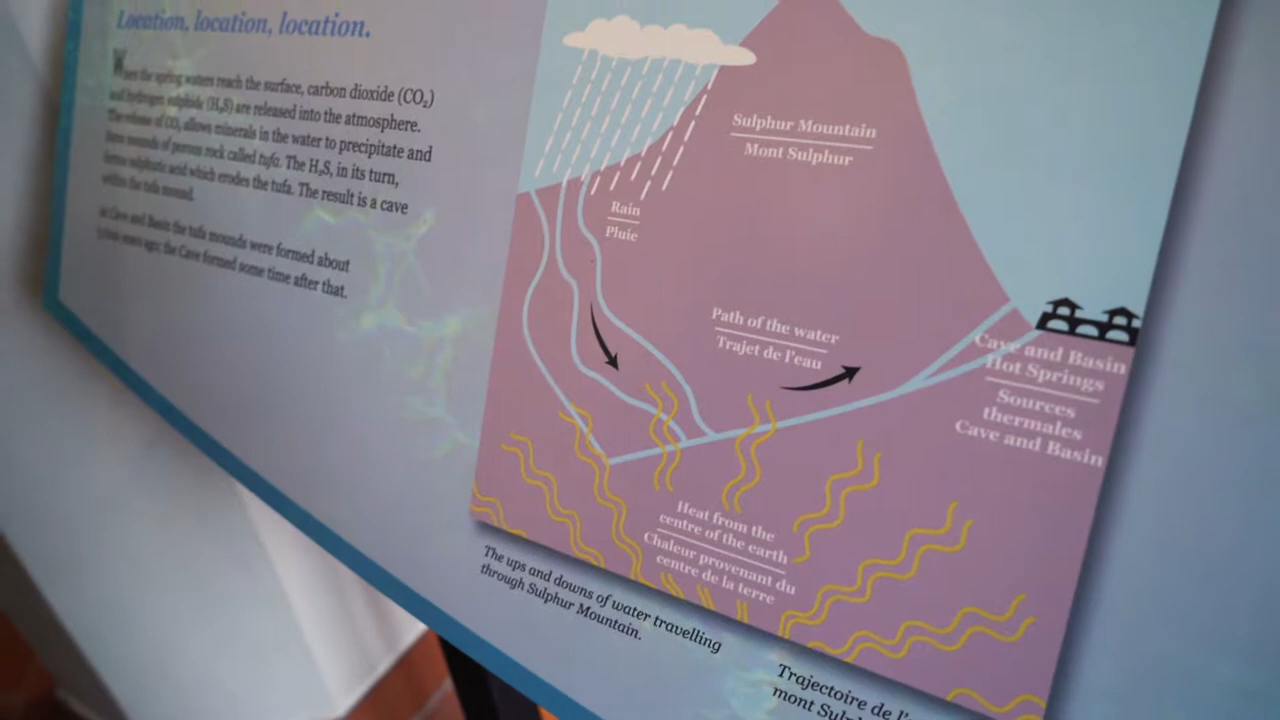 Location, location, location.
When the spring waters reach the surface, carbon dioxide (CO₂)
and hydrogen sulphide (H₂S) are released into the atmosphere.
The release of CO₂ allows minerals in the water to precipitate and
form mounds of porous rock called tufa. The H₂S, in its turn,
forms sulphuric acid which erodes the tufa. The result is a cave
within the tufa mound.
At Cave and Basin the tufa mounds were formed about
years ago; the Cave formed some time after that.
Sulphur Mountain
Mont Sulphur
Rain
Pluie
Path of the water
Trajet de l'eau
Cave and Basin
Hot Springs
Sources
thermales
Cave and Basin
Heat from the
centre of the earth
Chaleur provenant du
centre de la terre
The ups and downs of water travelling
through Sulphur Mountain.
Trajectoire de l'
mont Sulp